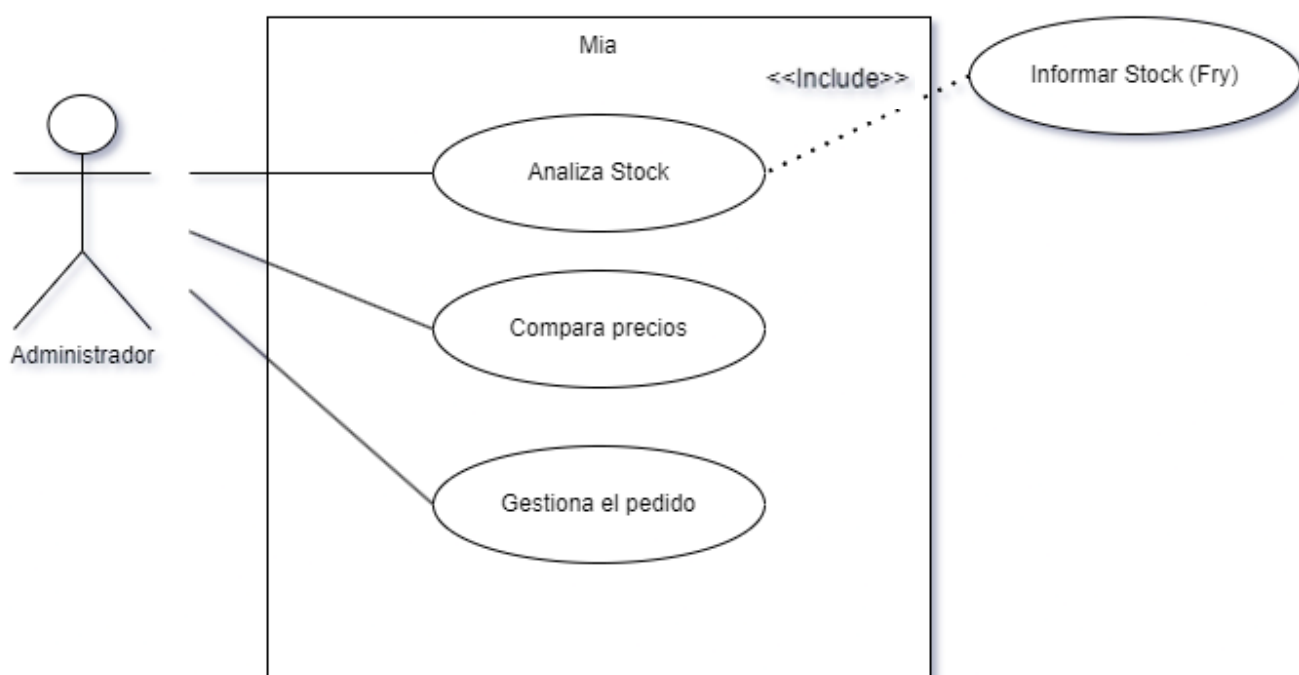 Mia
<<Include>>
Informar Stock (Fry)
Analiza Stock
Compara precios
Administrador
Gestiona el pedido